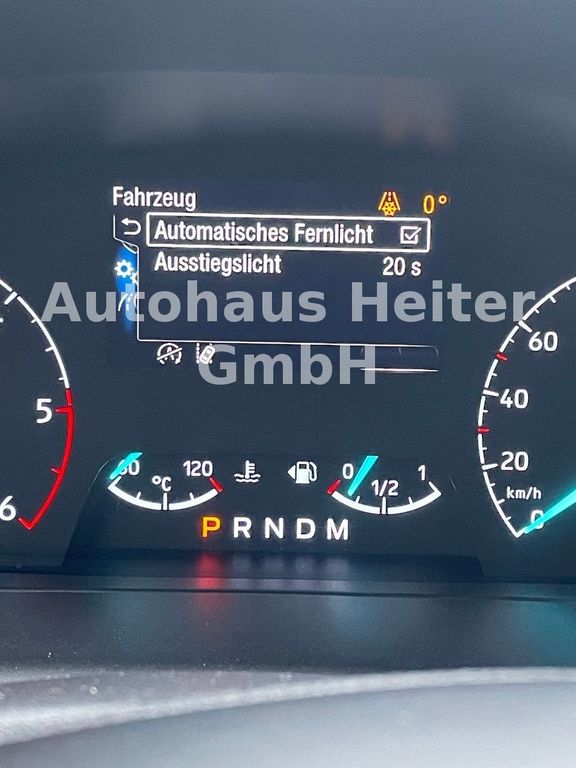 Fahrzeug 0°
Automatisches Fernlicht
Ausstiegslicht 20 s
Autohaus Heiter
GmbH
5
6
60
40
20
km/h
0
60 120
°C
0 1/2 1
P R N D M